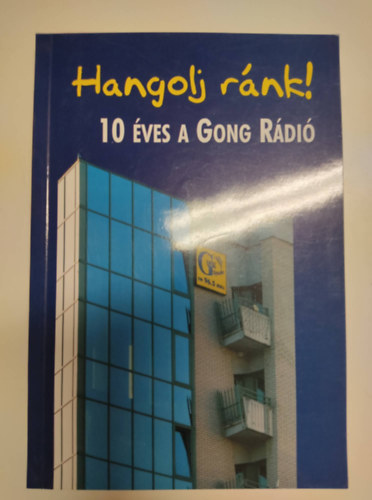 Hangolj ránk!
10 ÉVES A GONG RÁDIÓ